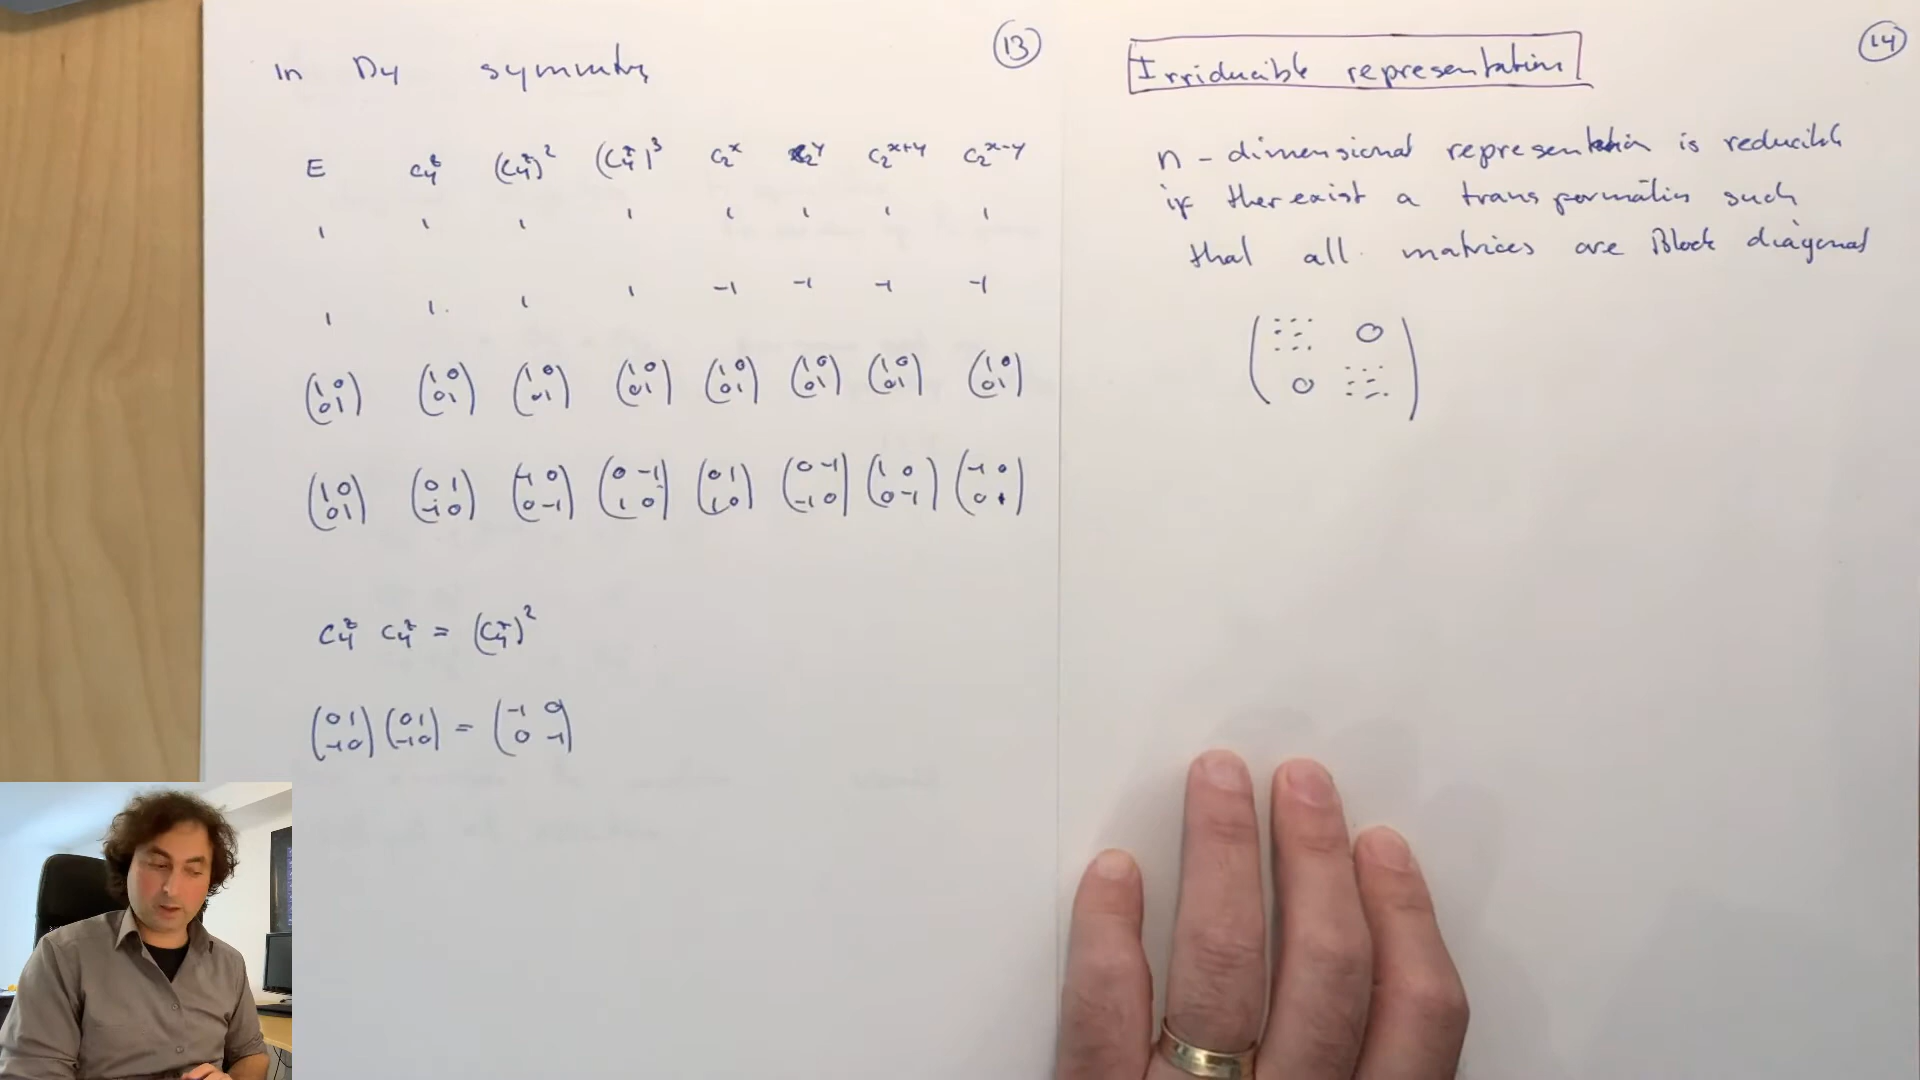 13
In D4 symmetry
E C4^z (C4^z)^2 (C4^z)^3 C2^x C2^y C2^x+y C2^x-y
1 1 1 1 1 1 1 1
1 1 1 1 -1 -1 -1 -1
(1 0 / 0 1) (1 0 / 0 1) (1 0 / 0 1) (1 0 / 0 1) (1 0 / 0 1) (1 0 / 0 1) (1 0 / 0 1) (1 0 / 0 1)
(1 0 / 0 1) (0 1 / -1 0) (-1 0 / 0 -1) (0 -1 / 1 0) (0 1 / 1 0) (0 -1 / -1 0) (1 0 / 0 -1) (-1 0 / 0 1)
C4^z C4^z = (C4^z)^2
(0 1 / -1 0) (0 1 / -1 0) = (-1 0 / 0 -1)
14
Irriducible representation
n - dimensional representation is reducible
if ther exist a transformation such
that all matrices are Block diagonal
0
0